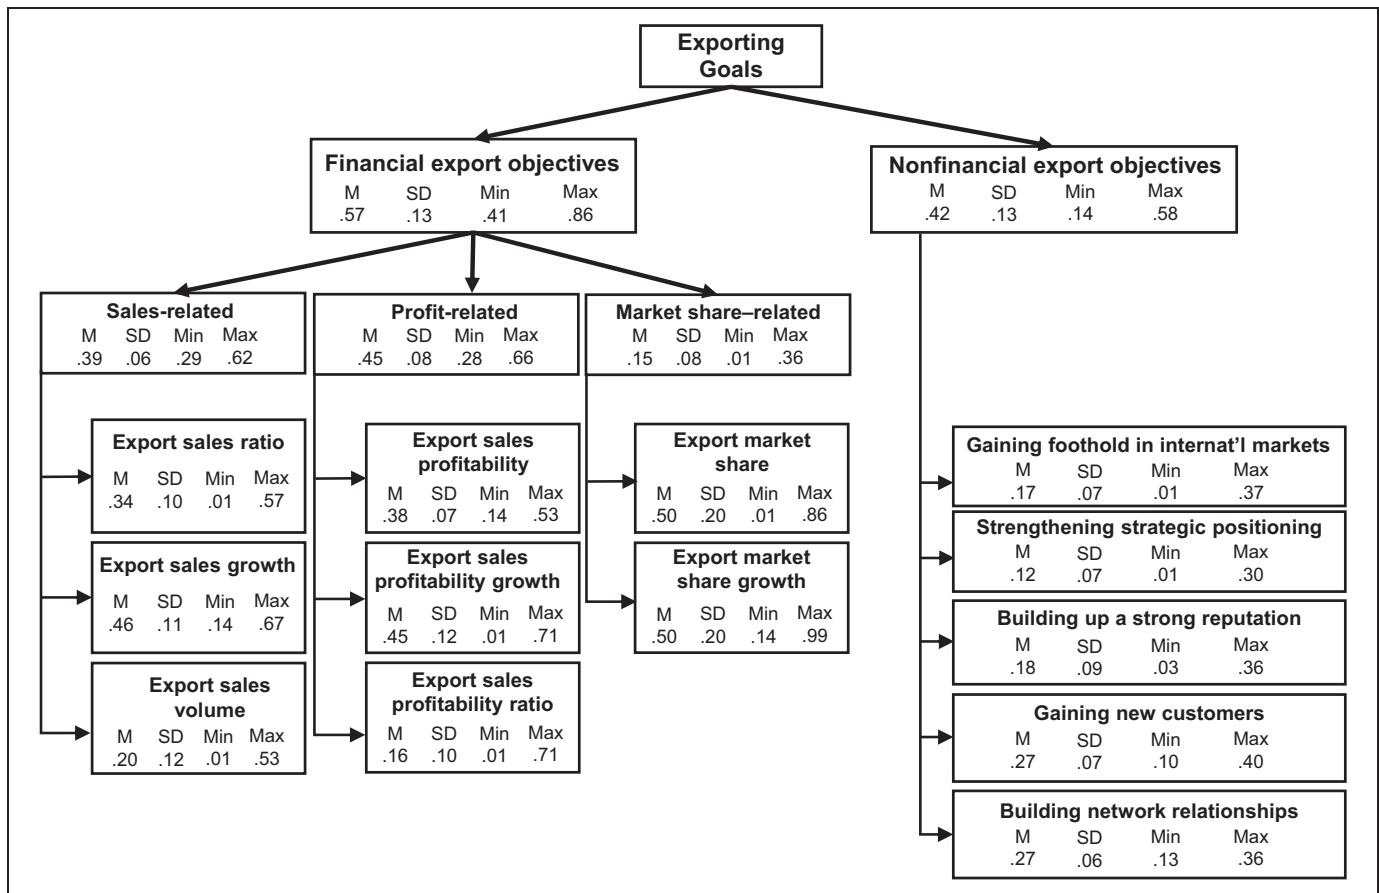 Exporting
Goals
Financial export objectives
M SD Min Max
.57 .13 .41 .86
Nonfinancial export objectives
M SD Min Max
.42 .13 .14 .58
Sales-related
M SD Min Max
.39 .06 .29 .62
Profit-related
M SD Min Max
.45 .08 .28 .66
Market share–related
M SD Min Max
.15 .08 .01 .36
Export sales ratio
M SD Min Max
.34 .10 .01 .57
Export sales growth
M SD Min Max
.46 .11 .14 .67
Export sales
volume
M SD Min Max
.20 .12 .01 .53
Export sales
profitability
M SD Min Max
.38 .07 .14 .53
Export sales
profitability growth
M SD Min Max
.45 .12 .01 .71
Export sales
profitability ratio
M SD Min Max
.16 .10 .01 .71
Export market
share
M SD Min Max
.50 .20 .01 .86
Export market
share growth
M SD Min Max
.50 .20 .14 .99
Gaining foothold in internat’l markets
M SD Min Max
.17 .07 .01 .37
Strengthening strategic positioning
M SD Min Max
.12 .07 .01 .30
Building up a strong reputation
M SD Min Max
.18 .09 .03 .36
Gaining new customers
M SD Min Max
.27 .07 .10 .40
Building network relationships
M SD Min Max
.27 .06 .13 .36